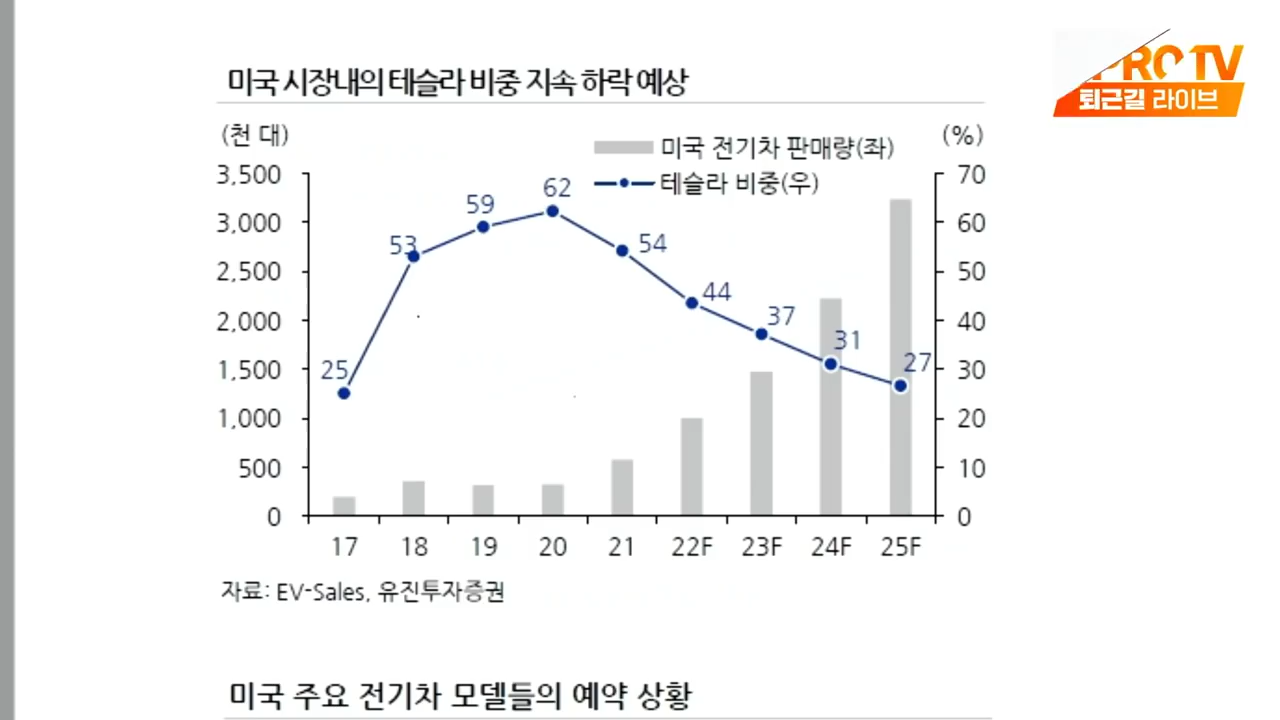 미국 시장내의 테슬라 비중 지속 하락 예상
PRO TV
퇴근길 라이브
(천 대)
(%)
미국 전기차 판매량(좌)
테슬라 비중(우)
3,500
3,000
2,500
2,000
1,500
1,000
500
0
70
60
50
40
30
20
10
0
25
53
59
62
54
44
37
31
27
17 18 19 20 21 22F 23F 24F 25F
자료: EV-Sales, 유진투자증권
미국 주요 전기차 모델들의 예약 상황